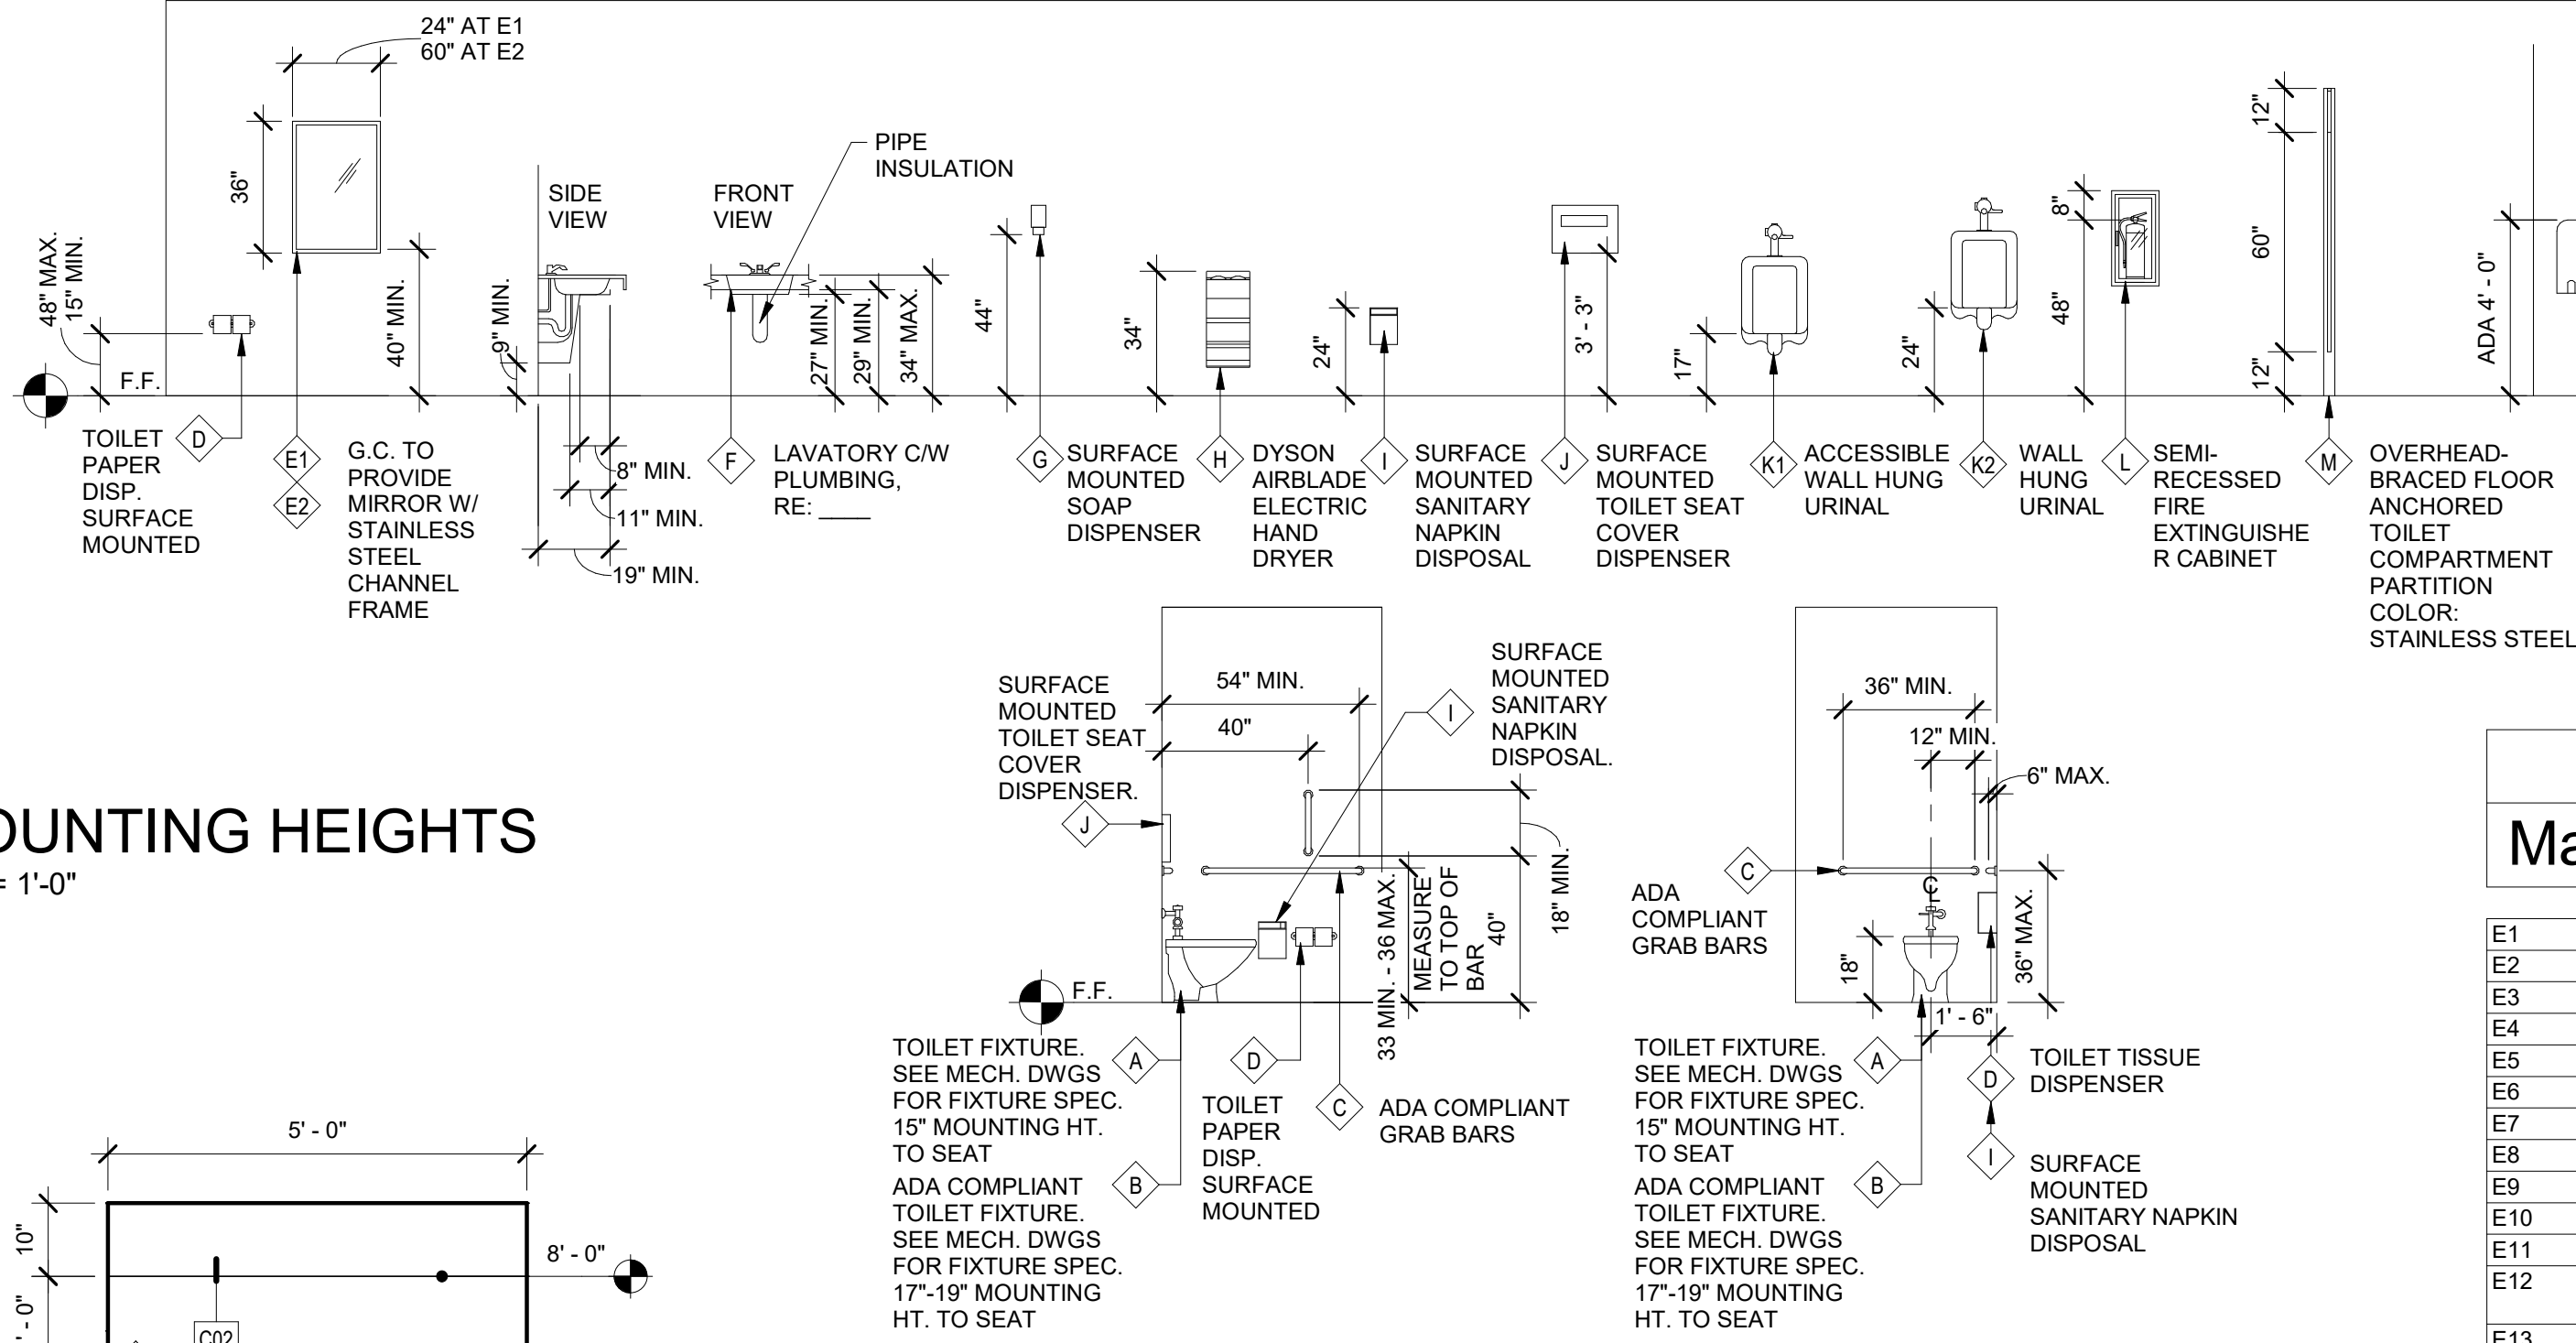 24" AT E1
60" AT E2
36"
48" MAX.
15" MIN.
F.F.
40" MIN.
SIDE
VIEW
9" MIN.
FRONT
VIEW
PIPE
INSULATION
27" MIN.
29" MIN.
34" MAX.
44"
34"
24"
3' - 3"
17"
24"
8"
48"
12"
60"
12"
ADA 4' - 0"
TOILET
PAPER
DISP.
SURFACE
MOUNTED
D
E1
E2
G.C. TO
PROVIDE
MIRROR W/
STAINLESS
STEEL
CHANNEL
FRAME
8" MIN.
11" MIN.
19" MIN.
F
LAVATORY C/W
PLUMBING,
RE: ____
G
SURFACE
MOUNTED
SOAP
DISPENSER
H
DYSON
AIRBLADE
ELECTRIC
HAND
DRYER
I
SURFACE
MOUNTED
SANITARY
NAPKIN
DISPOSAL
J
SURFACE
MOUNTED
TOILET SEAT
COVER
DISPENSER
K1
ACCESSIBLE
WALL HUNG
URINAL
K2
WALL
HUNG
URINAL
L
SEMI-
RECESSED
FIRE
EXTINGUISHE
R CABINET
M
OVERHEAD-
BRACED FLOOR
ANCHORED
TOILET
COMPARTMENT
PARTITION
COLOR:
STAINLESS STEEL
OUNTING HEIGHTS
= 1'-0"
SURFACE
MOUNTED
TOILET SEAT
COVER
DISPENSER.
J
54" MIN.
40"
I
SURFACE
MOUNTED
SANITARY
NAPKIN
DISPOSAL.
18" MIN.
40"
33 MIN. - 36 MAX.
MEASURE
TO TOP OF
BAR
F.F.
TOILET FIXTURE.
SEE MECH. DWGS
FOR FIXTURE SPEC.
15" MOUNTING HT.
TO SEAT
A
ADA COMPLIANT
TOILET FIXTURE.
SEE MECH. DWGS
FOR FIXTURE SPEC.
17"-19" MOUNTING
HT. TO SEAT
B
D
TOILET
PAPER
DISP.
SURFACE
MOUNTED
C
ADA COMPLIANT
GRAB BARS
36" MIN.
12" MIN.
6" MAX.
C
ADA
COMPLIANT
GRAB BARS
CL
18"
36" MAX.
1' - 6"
TOILET FIXTURE.
SEE MECH. DWGS
FOR FIXTURE SPEC.
15" MOUNTING HT.
TO SEAT
A
ADA COMPLIANT
TOILET FIXTURE.
SEE MECH. DWGS
FOR FIXTURE SPEC.
17"-19" MOUNTING
HT. TO SEAT
B
D
TOILET TISSUE
DISPENSER
I
SURFACE
MOUNTED
SANITARY NAPKIN
DISPOSAL
Ma
E1
E2
E3
E4
E5
E6
E7
E8
E9
E10
E11
E12
E13
5' - 0"
10"
8' - 0"
' - 0"
C02